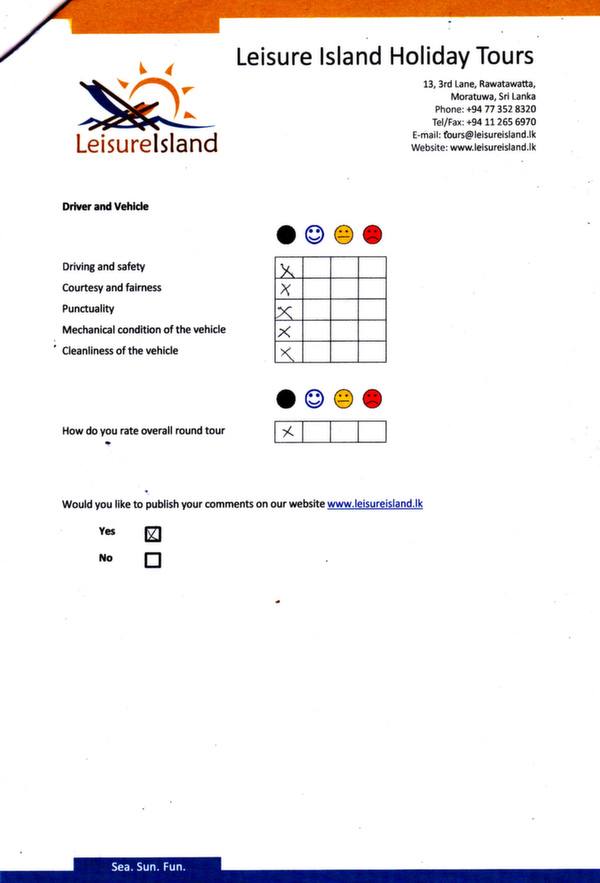 Leisure Island Holiday Tours
13, 3rd Lane, Rawatawatta,
Moratuwa, Sri Lanka
Phone: +94 77 352 8320
Tel/Fax: +94 11 265 6970
E-mail: tours@leisureisland.lk
Website: www.leisureisland.lk
LeisureIsland
Driver and Vehicle
Driving and safety X
Courtesy and fairness X
Punctuality X
Mechanical condition of the vehicle X
Cleanliness of the vehicle X
How do you rate overall round tour X
Would you like to publish your comments on our website www.leisureisland.lk
Yes X
No
Sea. Sun. Fun.